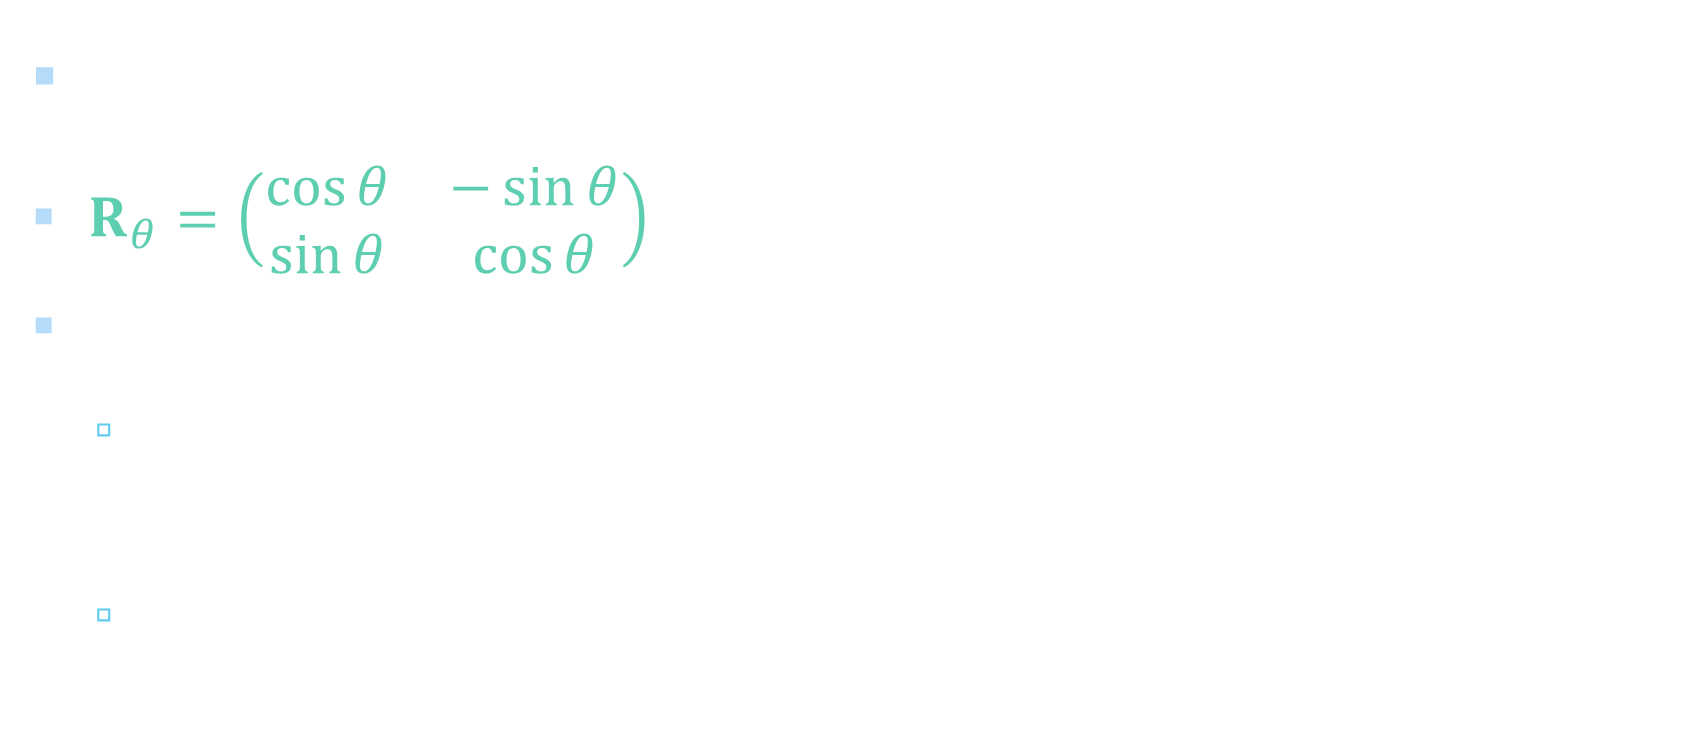 𝐑_θ = (cos θ  − sin θ
sin θ  cos θ)